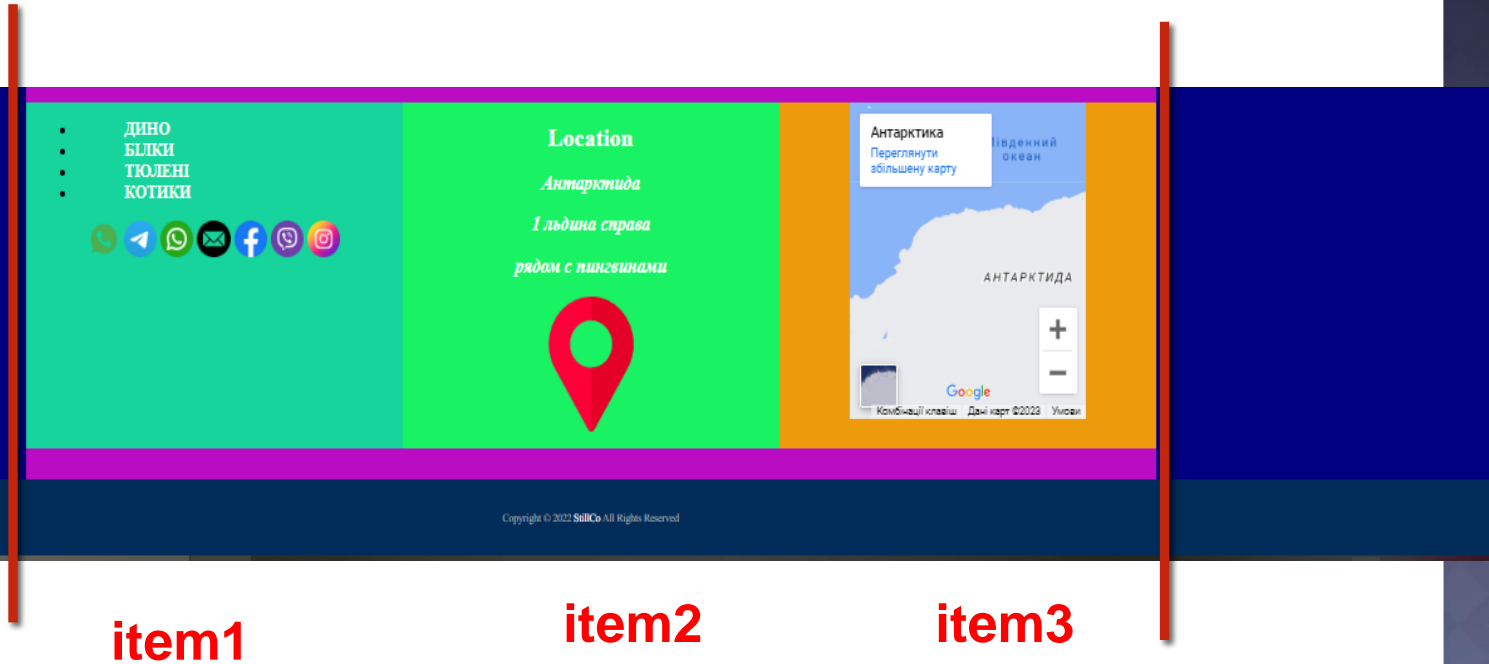 ДИНО
БІЛКИ
ТЮЛЕНІ
КОТИКИ
Location
Антарктида
1 льдина справа
рядом с пингвинами
Антарктика
Переглянути
збільшену карту
Південний
океан
АНТАРКТИДА
+
−
Google
Комбінації клавіш Дані карт ©2023 Умови
Copyright © 2022 StillCo All Rights Reserved
item1
item2
item3